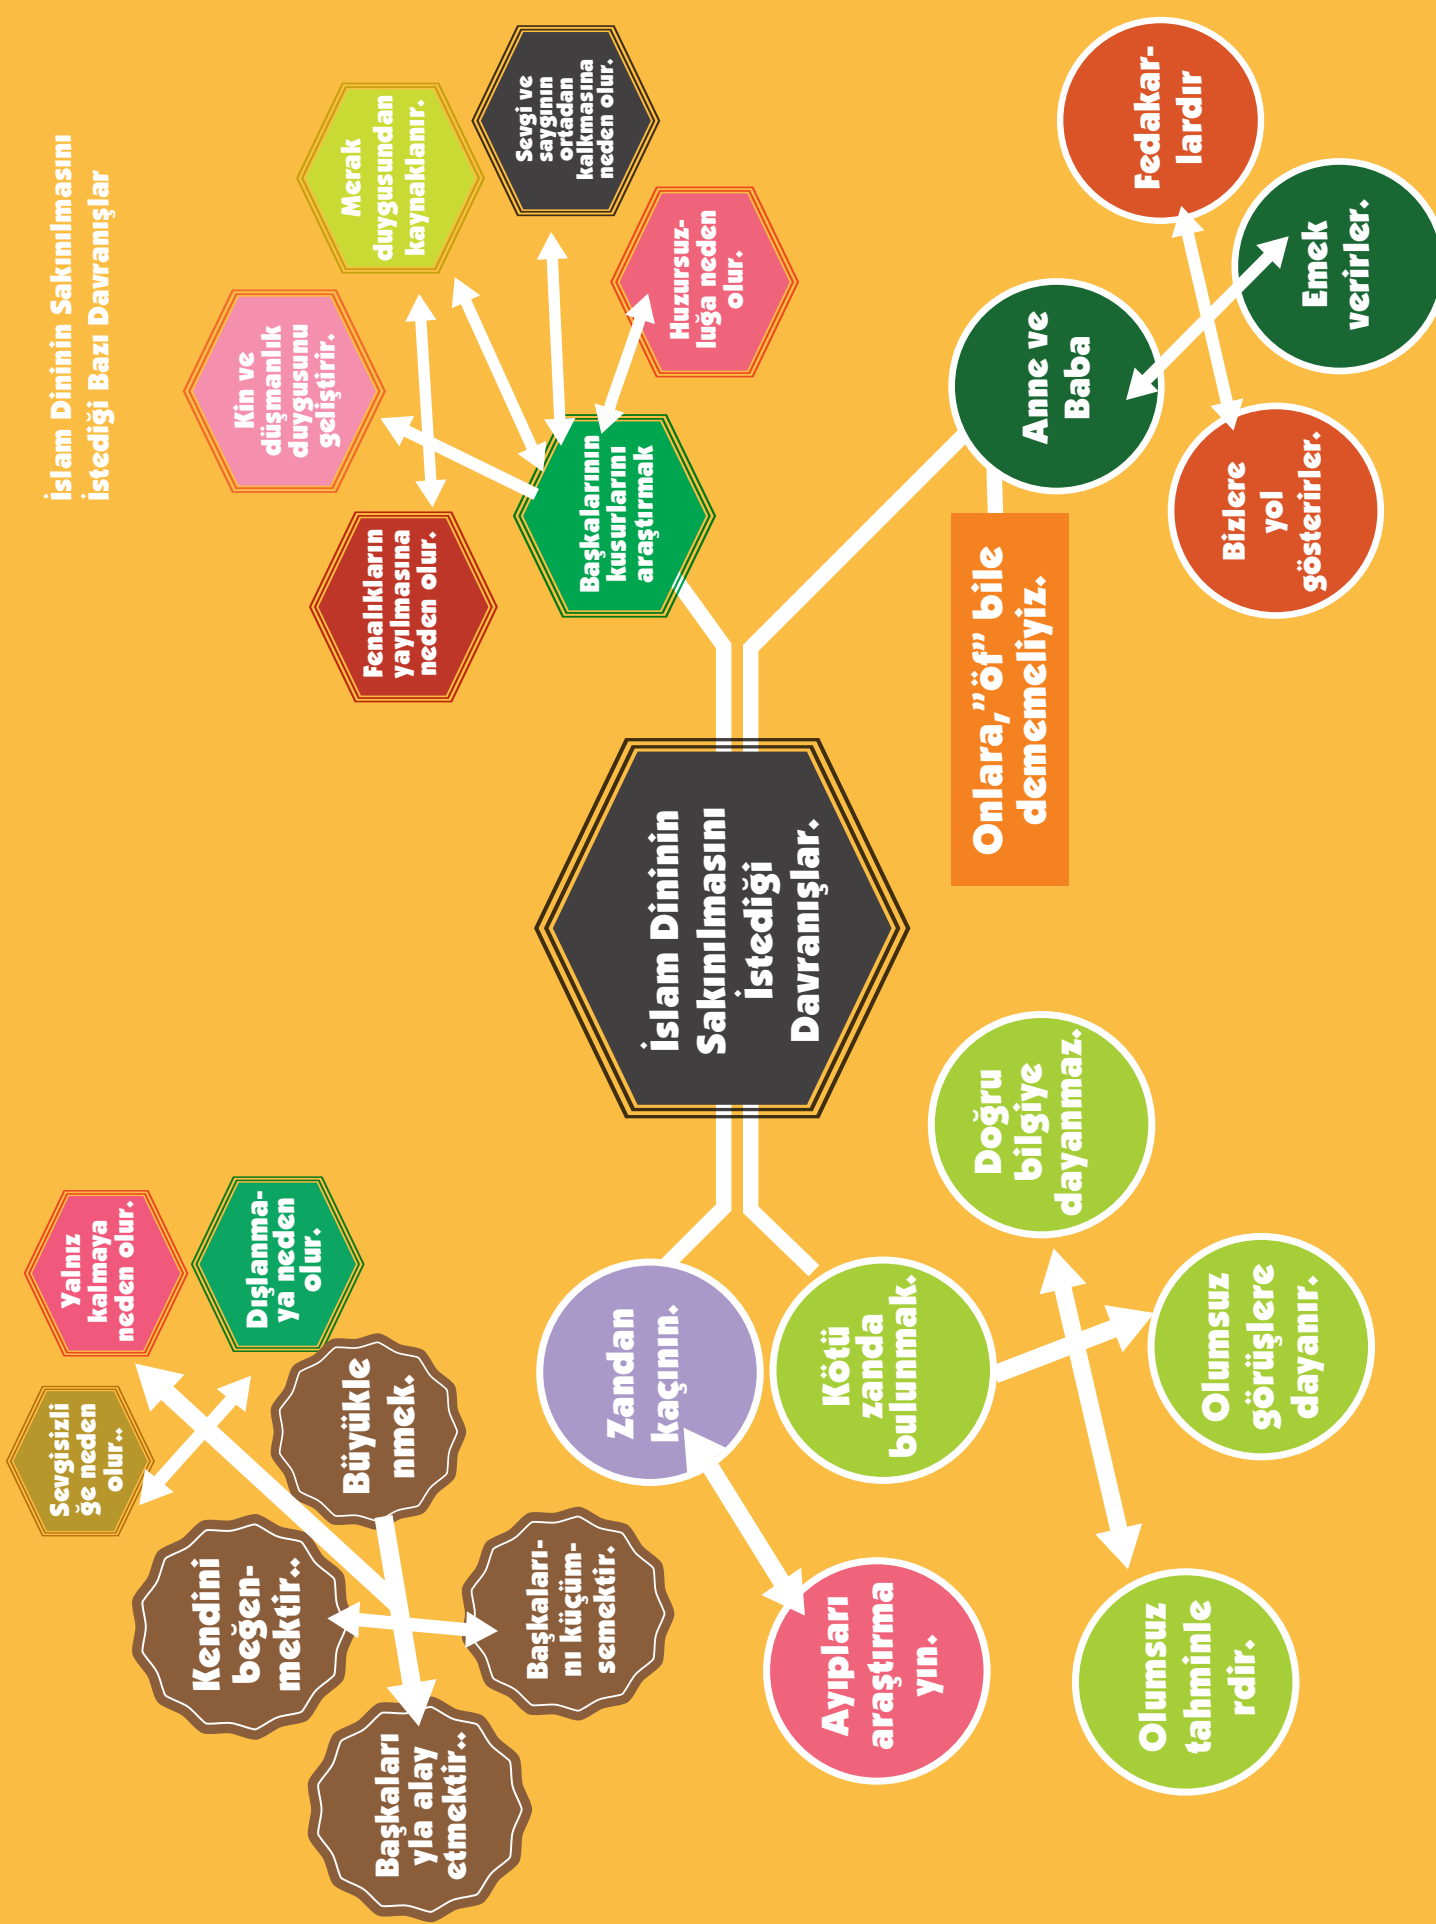 İslam Dininin Sakınılmasını
İstediği Bazı Davranışlar
Yalnız
kalmaya
neden olur.
Sevgisizli
ğe neden
olur..
Dışlanma-
ya neden
olur.
Büyükle
nmek.
Kendini
beğen-
mektir..
Başkaları-
nı küçüm-
semektir.
Başkaları
yla alay
etmektir..
Kin ve
düşmanlık
duygusunu
geliştirir.
Merak
duygusundan
kaynaklanır.
Sevgi ve
saygının
ortadan
kalkmasına
neden olur.
Huzursuz-
luğa neden
olur.
Fenalıkların
yayılmasına
neden olur.
Başkalarının
kusurlarını
araştırmak
İslam Dininin
Sakınılmasını
İstediği
Davranışlar.
Zandan
kaçının.
Kötü
zanda
bulunmak.
Ayıpları
araştırma
yın.
Doğru
bilgiye
dayanmaz.
Olumsuz
görüşlere
dayanır.
Olumsuz
tahminle
rdir.
Anne ve
Baba
Onlara,”öf” bile
dememeliyiz.
Fedakar-
lardır
Emek
verirler.
Bizlere
yol
gösterirler.